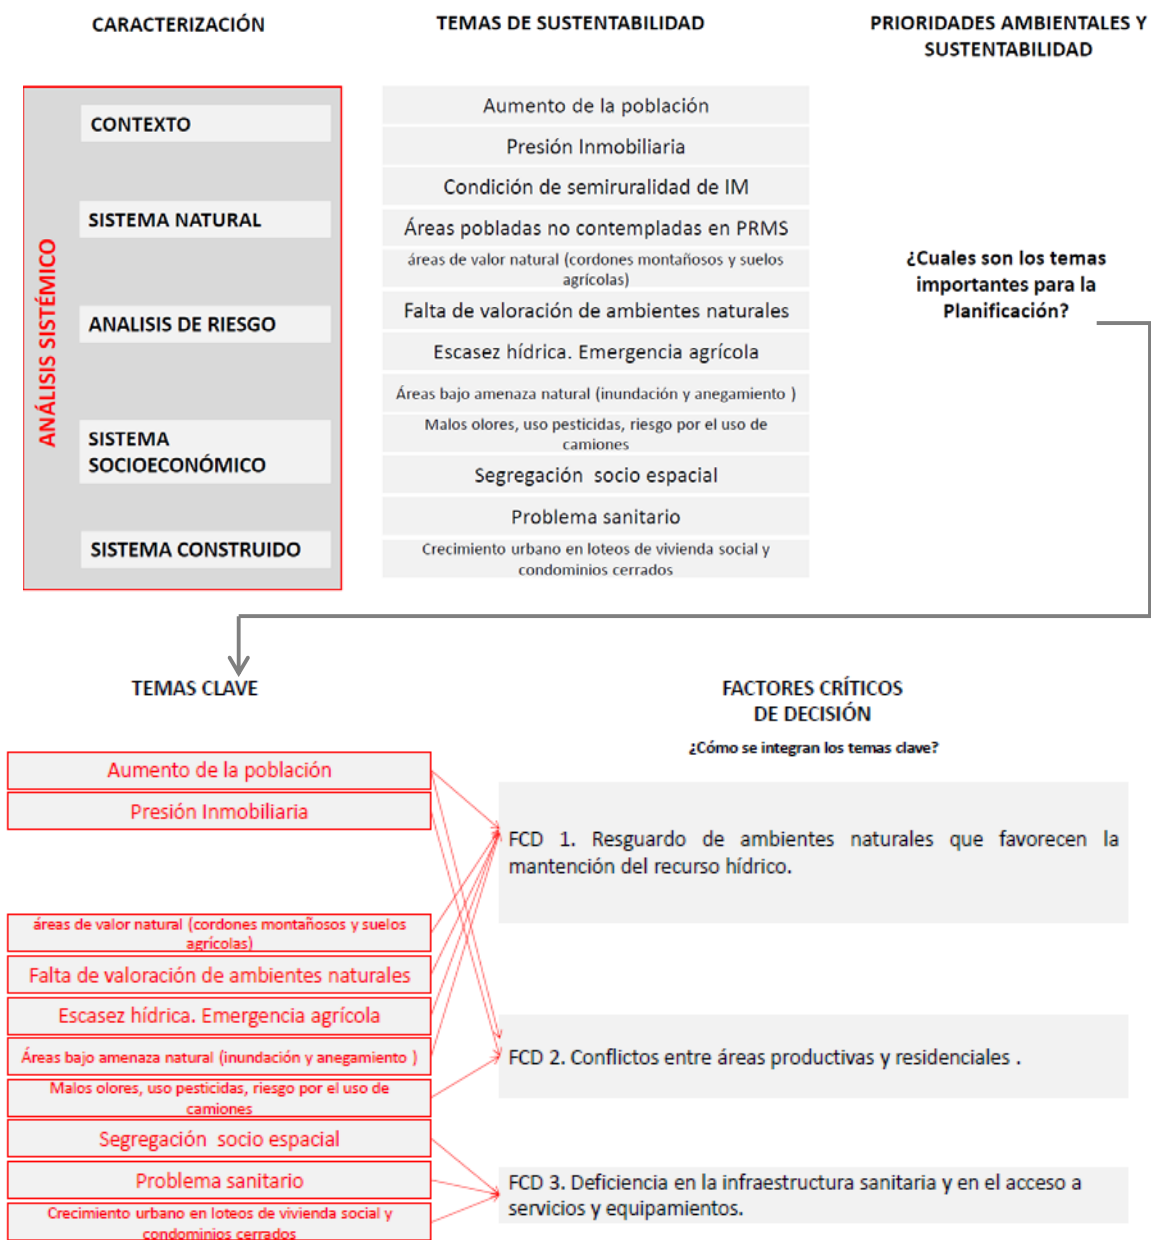 CARACTERIZACIÓN
TEMAS DE SUSTENTABILIDAD
PRIORIDADES AMBIENTALES Y
SUSTENTABILIDAD
ANÁLISIS SISTÉMICO
CONTEXTO
SISTEMA NATURAL
ANALISIS DE RIESGO
SISTEMA
SOCIOECONÓMICO
SISTEMA CONSTRUIDO
Aumento de la población
Presión Inmobiliaria
Condición de semiruralidad de IM
Áreas pobladas no contempladas en PRMS
áreas de valor natural (cordones montañosos y suelos
agrícolas)
Falta de valoración de ambientes naturales
Escasez hídrica. Emergencia agrícola
Áreas bajo amenaza natural (inundación y anegamiento )
Malos olores, uso pesticidas, riesgo por el uso de
camiones
Segregación socio espacial
Problema sanitario
Crecimiento urbano en loteos de vivienda social y
condominios cerrados
¿Cuales son los temas
importantes para la
Planificación?
TEMAS CLAVE
Aumento de la población
Presión Inmobiliaria
áreas de valor natural (cordones montañosos y suelos
agrícolas)
Falta de valoración de ambientes naturales
Escasez hídrica. Emergencia agrícola
Áreas bajo amenaza natural (inundación y anegamiento )
Malos olores, uso pesticidas, riesgo por el uso de
camiones
Segregación socio espacial
Problema sanitario
Crecimiento urbano en loteos de vivienda social y
condominios cerrados
FACTORES CRÍTICOS
DE DECISIÓN
¿Cómo se integran los temas clave?
FCD 1. Resguardo de ambientes naturales que favorecen la
mantención del recurso hídrico.
FCD 2. Conflictos entre áreas productivas y residenciales .
FCD 3. Deficiencia en la infraestructura sanitaria y en el acceso a
servicios y equipamientos.